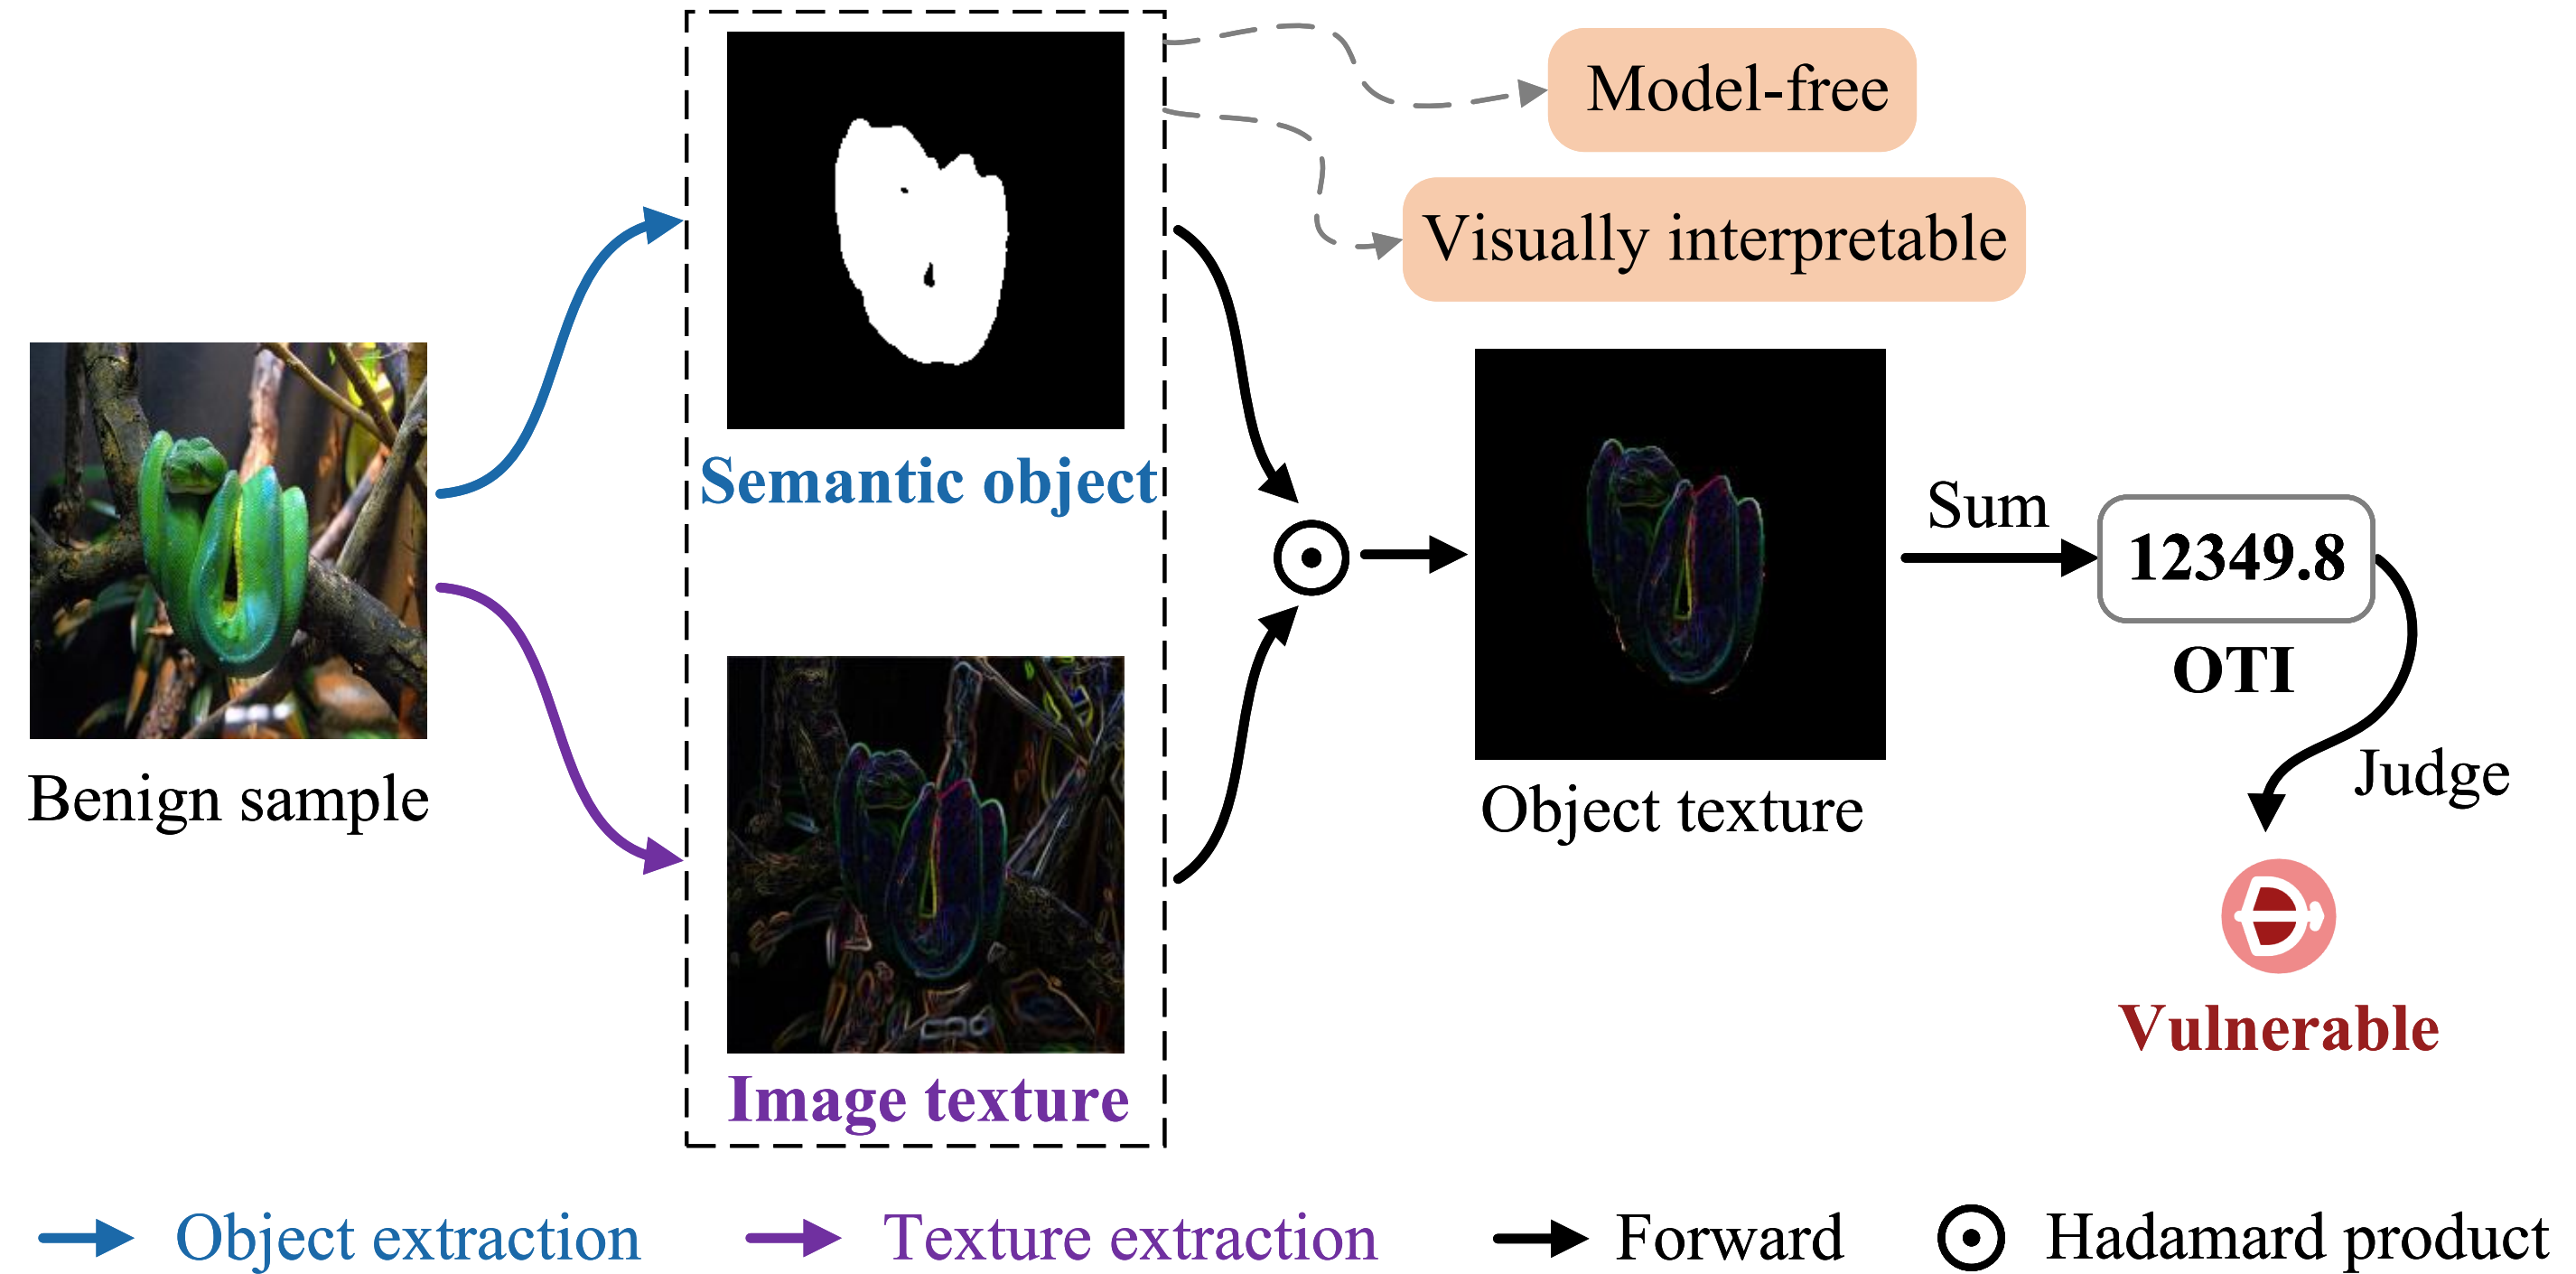 Model-free
Visually interpretable
Semantic object
Benign sample
Image texture
Object texture
Sum
12349.8
OTI
Judge
Vulnerable
Object extraction
Texture extraction
Forward
Hadamard product